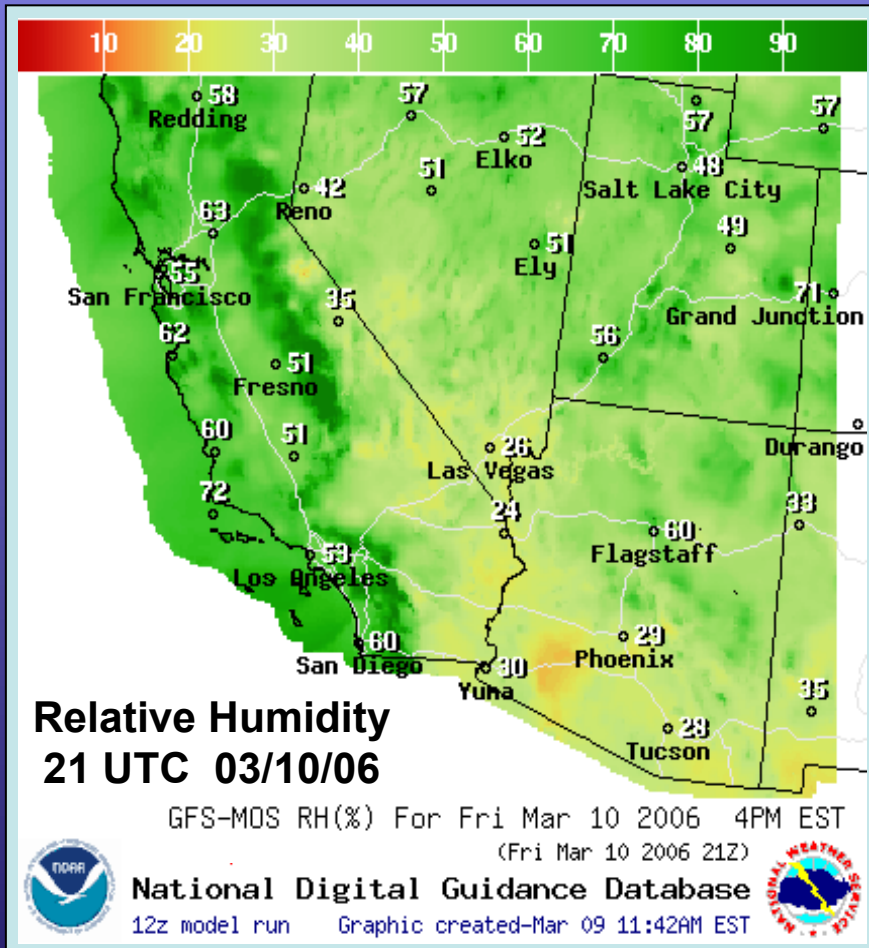 10 20 30 40 50 60 70 80 90
58
Redding
57
57
57
52
Elko
51
48
Salt Lake City
42
Reno
63
49
51
Ely
55
San Francisco
35
71
Grand Junction
62
56
51
Fresno
60
51
26
Las Vegas
Durango
72
24
33
60
Flagstaff
53
Los Angeles
60
San Diego
29
Phoenix
30
Yuma
35
28
Tucson
Relative Humidity
21 UTC 03/10/06
GFS-MOS RH(%) For Fri Mar 10 2006 4PM EST
(Fri Mar 10 2006 21Z)
NOAA
National Digital Guidance Database
12z model run Graphic created-Mar 09 11:42AM EST
NATIONAL WEATHER SERVICE